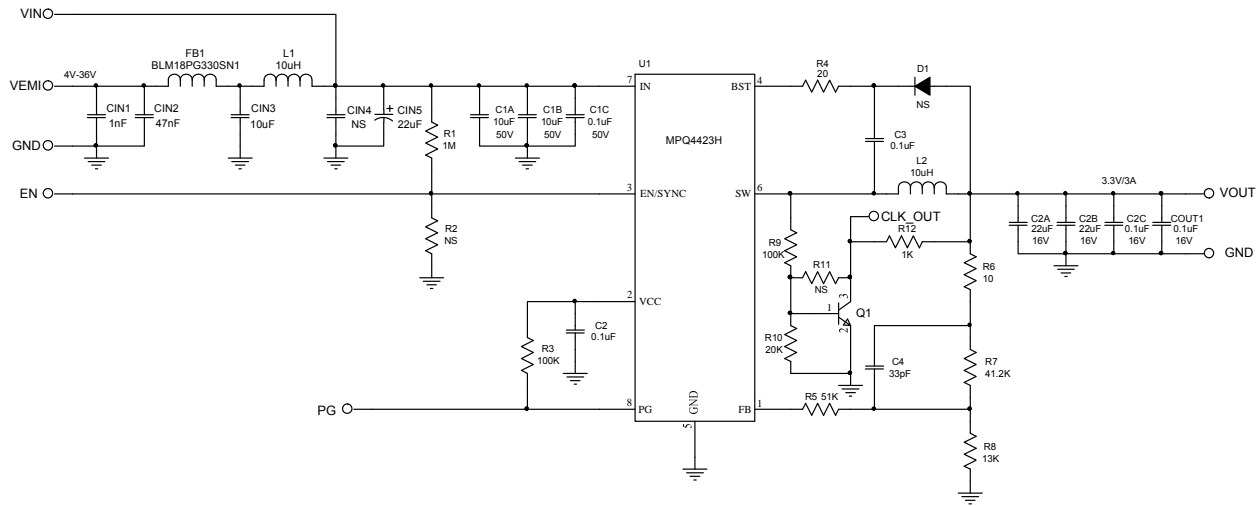 VIN
VEMI
4V-36V
FB1
BLM18PG330SN1
L1
10uH
CIN1
1nF
CIN2
47nF
CIN3
10uF
CIN4
NS
+
CIN5
22uF
R1
1M
C1A
10uF
50V
C1B
10uF
50V
C1C
0.1uF
50V
GND
EN
R2
NS
R3
100K
C2
0.1uF
PG
U1
MPQ4423H
7
IN
3
EN/SYNC
2
VCC
8
PG
GND
5
BST
4
SW
6
FB
1
R4
20
D1
NS
C3
0.1uF
L2
10uH
CLK_OUT
R12
1K
R9
100K
R11
NS
R10
20K
1
3
2
Q1
R5 51K
C4
33pF
R6
10
R7
41.2K
R8
13K
3.3V/3A
C2A
22uF
16V
C2B
22uF
16V
C2C
0.1uF
16V
COUT1
0.1uF
16V
VOUT
GND